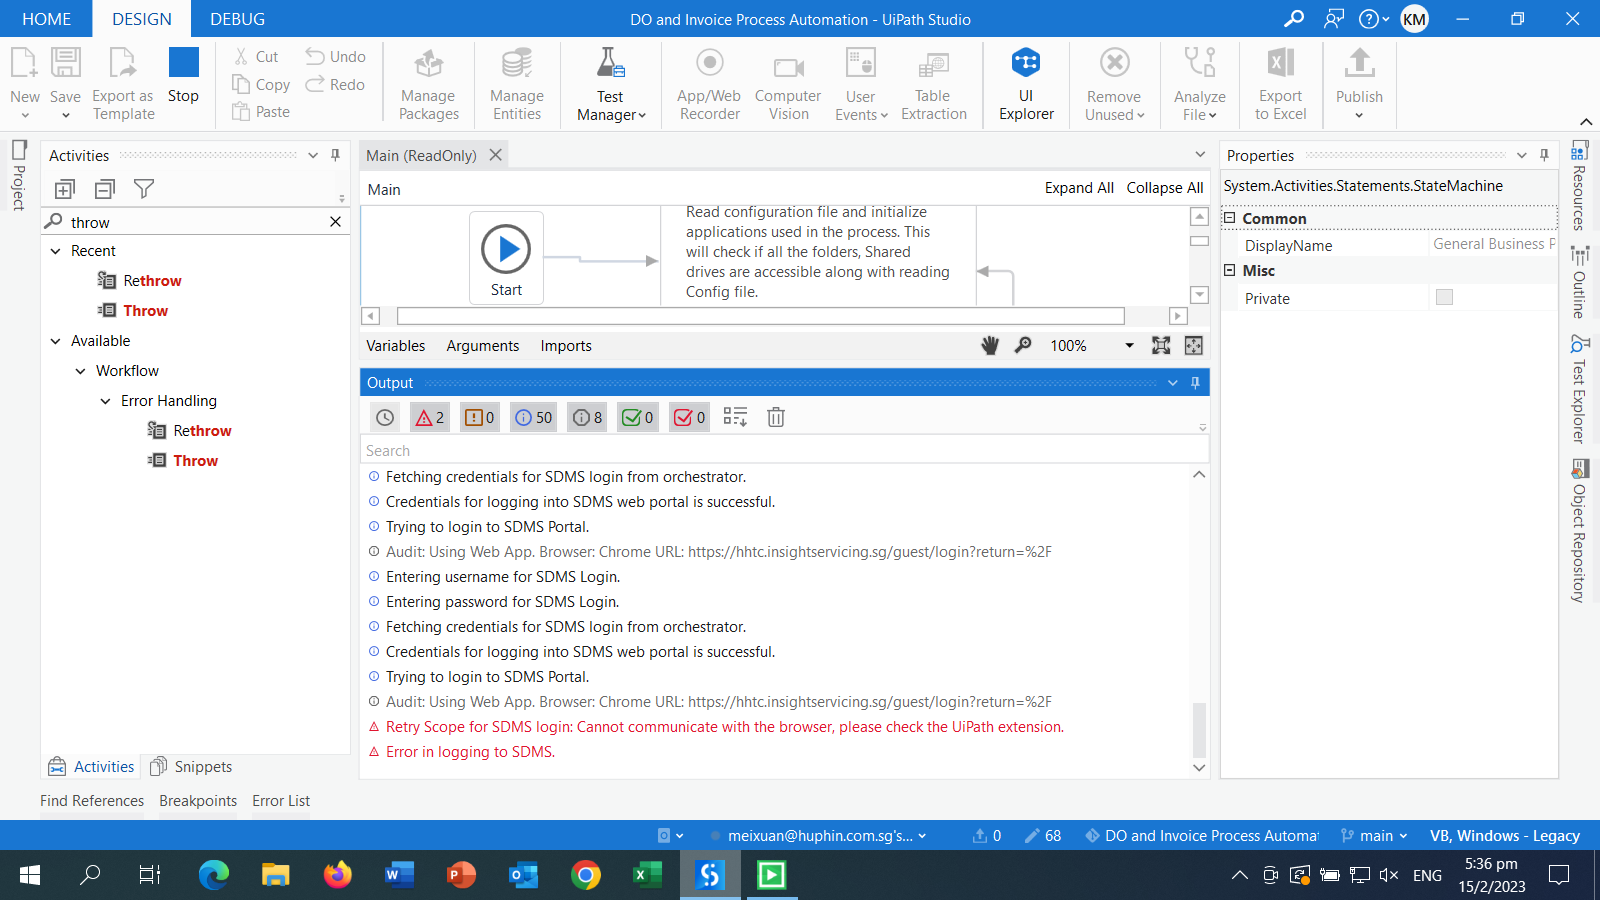 HOME
DESIGN
DEBUG
DO and Invoice Process Automation - UiPath Studio
KM
New
Save
Export as Template
Stop
Cut
Copy
Paste
Undo
Redo
Manage Packages
Manage Entities
Test Manager
App/Web Recorder
Computer Vision
User Events
Table Extraction
UI Explorer
Remove Unused
Analyze File
Export to Excel
Publish
Project
Activities
throw
Recent
Rethrow
Throw
Available
Workflow
Error Handling
Rethrow
Throw
Activities
Snippets
Main (ReadOnly)
Main
Expand All
Collapse All
Start
Read configuration file and initialize
applications used in the process. This
will check if all the folders, Shared
drives are accessible along with reading
Config file.
Variables
Arguments
Imports
100%
Output
2
0
50
8
0
0
Search
Fetching credentials for SDMS login from orchestrator.
Credentials for logging into SDMS web portal is successful.
Trying to login to SDMS Portal.
Audit: Using Web App. Browser: Chrome URL: https://hhtc.insightservicing.sg/guest/login?return=%2F
Entering username for SDMS Login.
Entering password for SDMS Login.
Fetching credentials for SDMS login from orchestrator.
Credentials for logging into SDMS web portal is successful.
Trying to login to SDMS Portal.
Audit: Using Web App. Browser: Chrome URL: https://hhtc.insightservicing.sg/guest/login?return=%2F
Retry Scope for SDMS login: Cannot communicate with the browser, please check the UiPath extension.
Error in logging to SDMS.
Properties
System.Activities.Statements.StateMachine
Common
DisplayName
General Business P
Misc
Private
Resources
Outline
Test Explorer
Object Repository
Find References
Breakpoints
Error List
meixuan@huphin.com.sg's...
0
68
DO and Invoice Process Automat
main
VB, Windows - Legacy
ENG
5:36 pm
15/2/2023